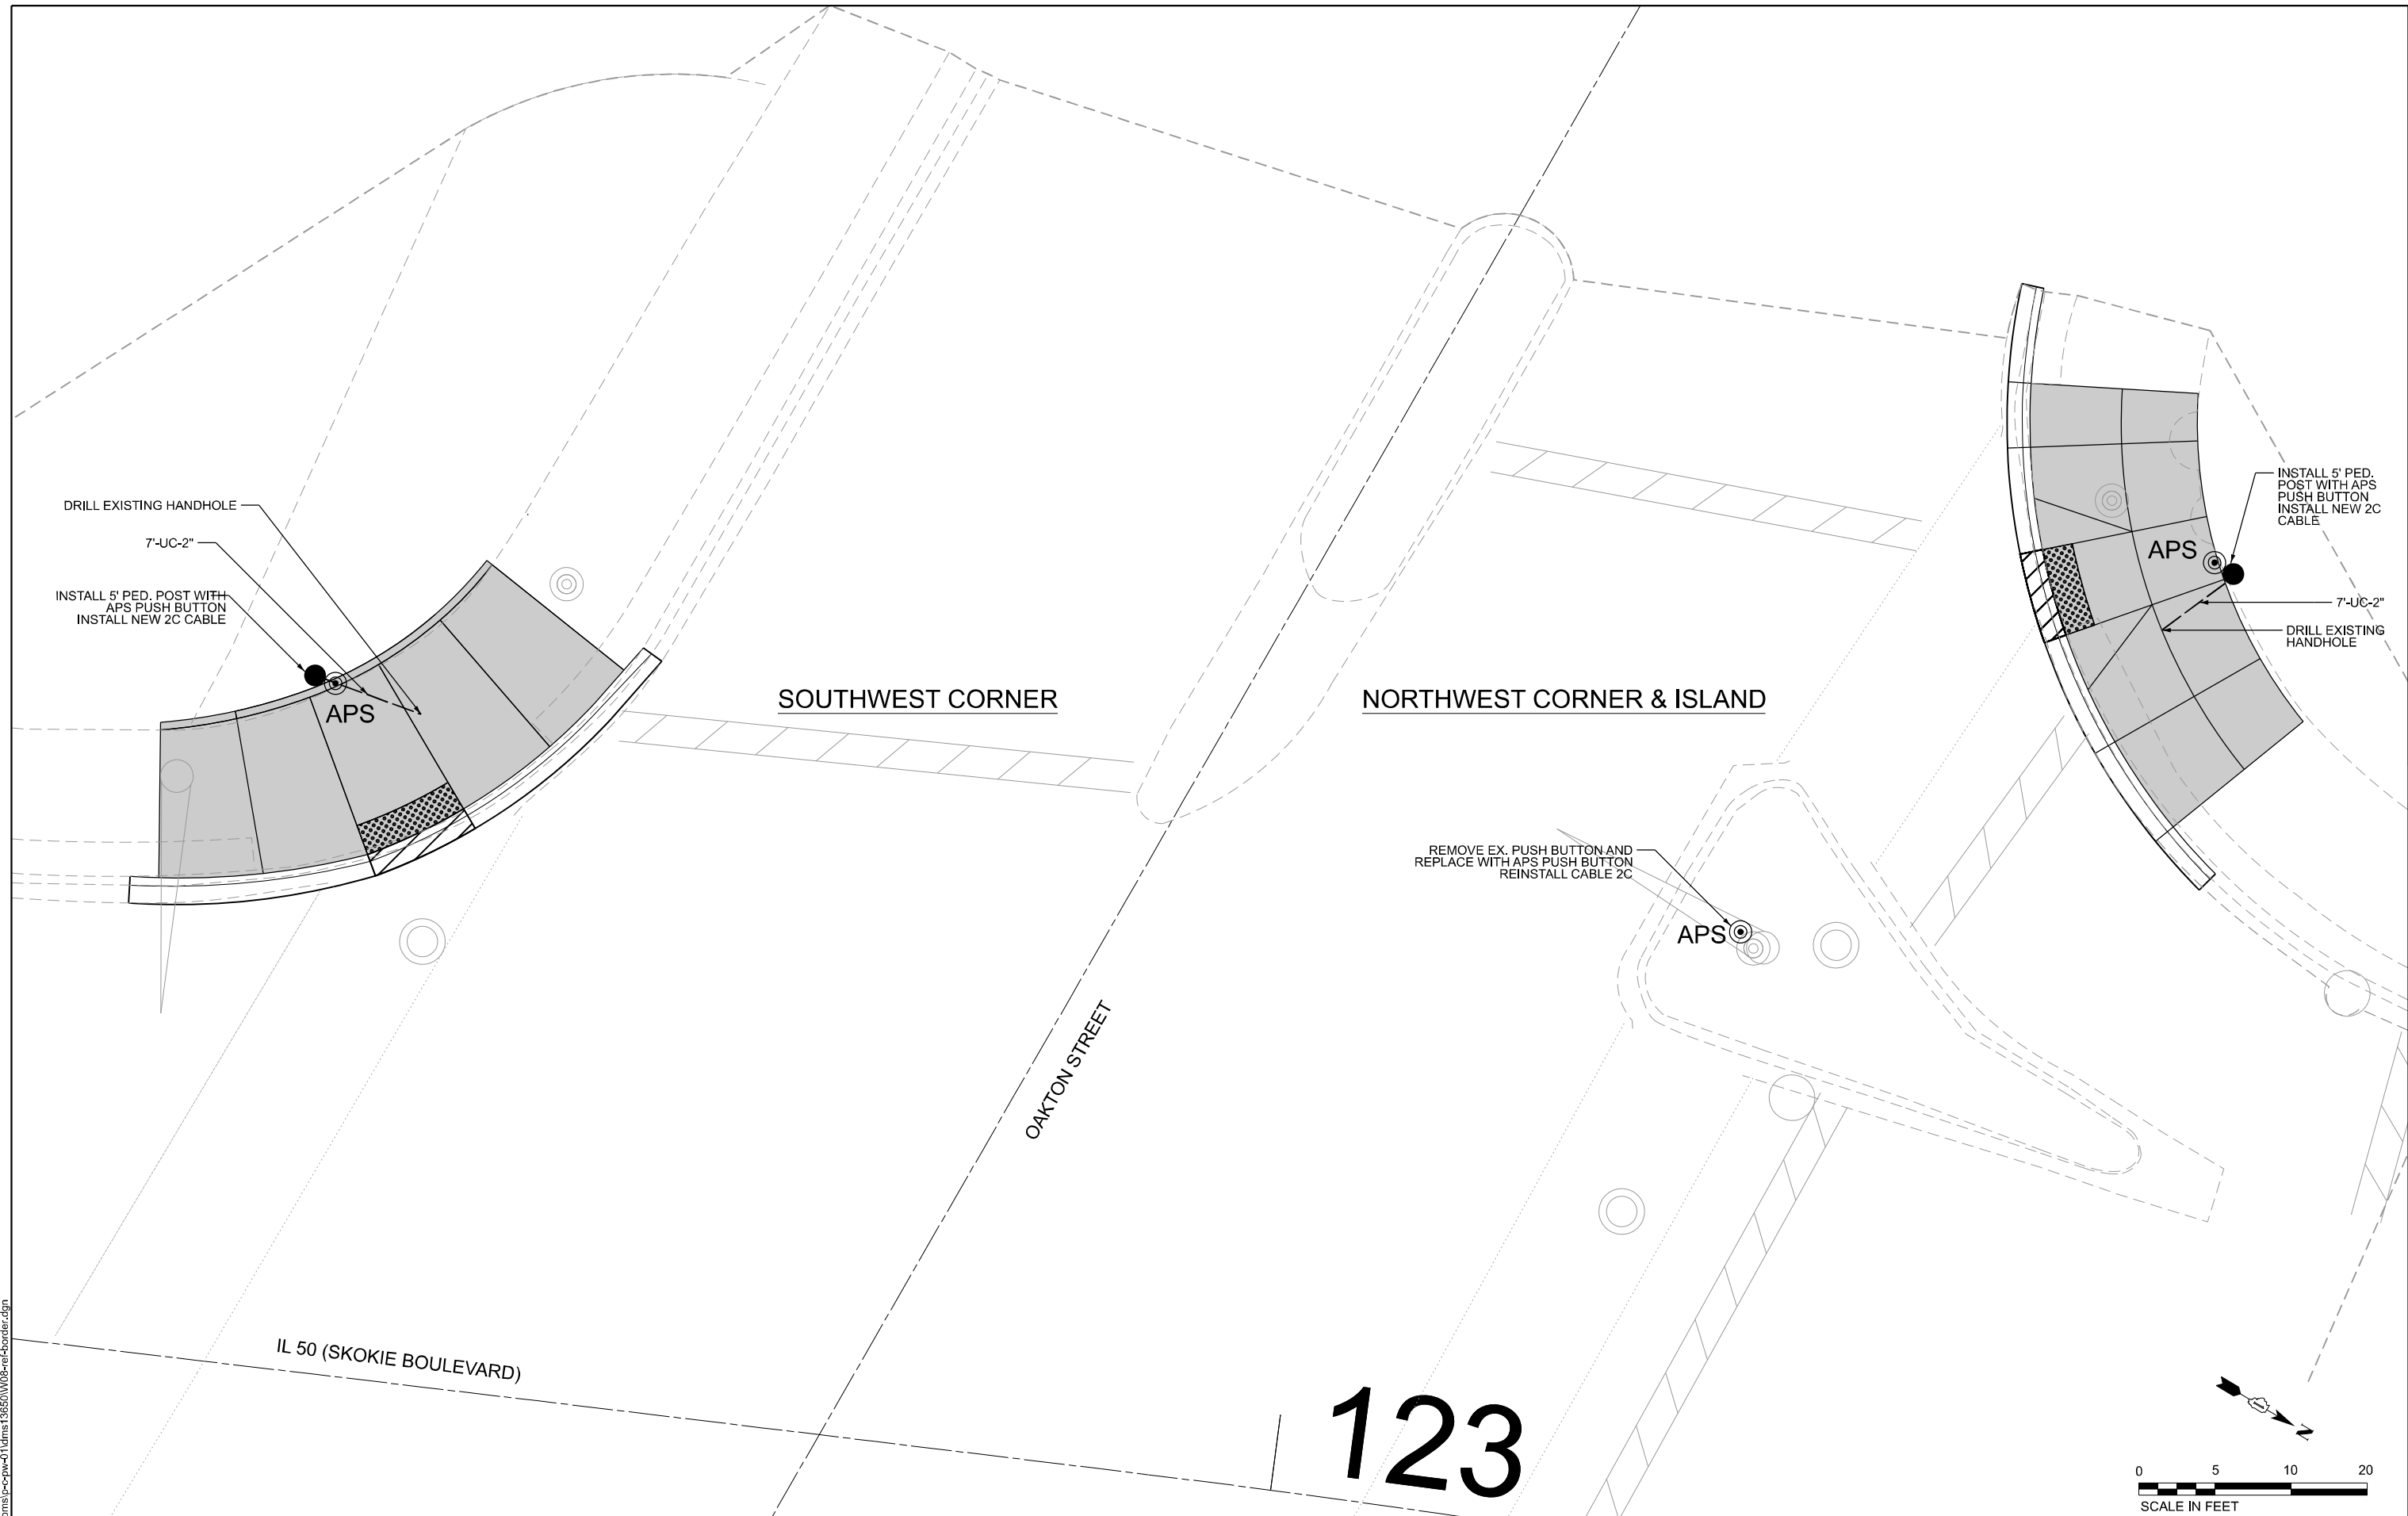 DRILL EXISTING HANDHOLE
7'-UC-2"
INSTALL 5' PED. POST WITH
APS PUSH BUTTON
INSTALL NEW 2C CABLE
APS
SOUTHWEST CORNER
NORTHWEST CORNER & ISLAND
INSTALL 5' PED.
POST WITH APS
PUSH BUTTON
INSTALL NEW 2C
CABLE
APS
7'-UC-2"
DRILL EXISTING
HANDHOLE
REMOVE EX. PUSH BUTTON AND
REPLACE WITH APS PUSH BUTTON
REINSTALL CABLE 2C
APS
OAKTON STREET
IL 50 (SKOKIE BOULEVARD)
123
N
0 5 10 20
SCALE IN FEET